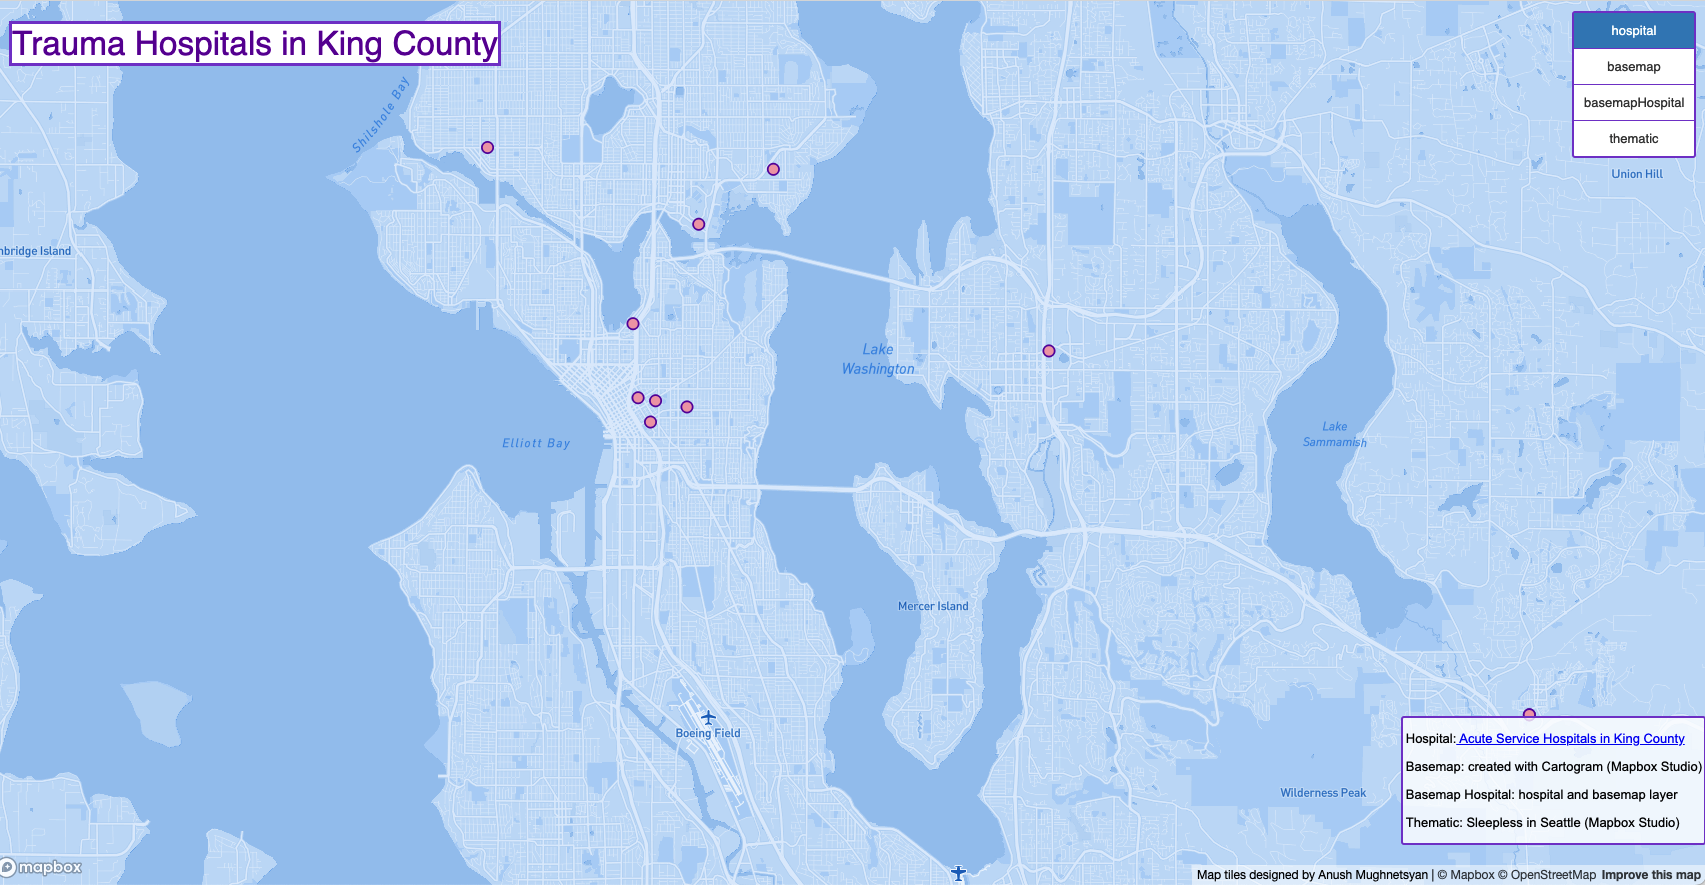 Trauma Hospitals in King County
hospital
basemap
basemapHospital
thematic
Shilshole Bay
Union Hill
nbridge Island
Lake
Washington
Elliott Bay
Lake
Sammamish
Mercer Island
Boeing Field
Wilderness Peak
Hospital: Acute Service Hospitals in King County
Basemap: created with Cartogram (Mapbox Studio)
Basemap Hospital: hospital and basemap layer
Thematic: Sleepless in Seattle (Mapbox Studio)
mapbox
Map tiles designed by Anush Mughnetsyan | © Mapbox © OpenStreetMap Improve this map